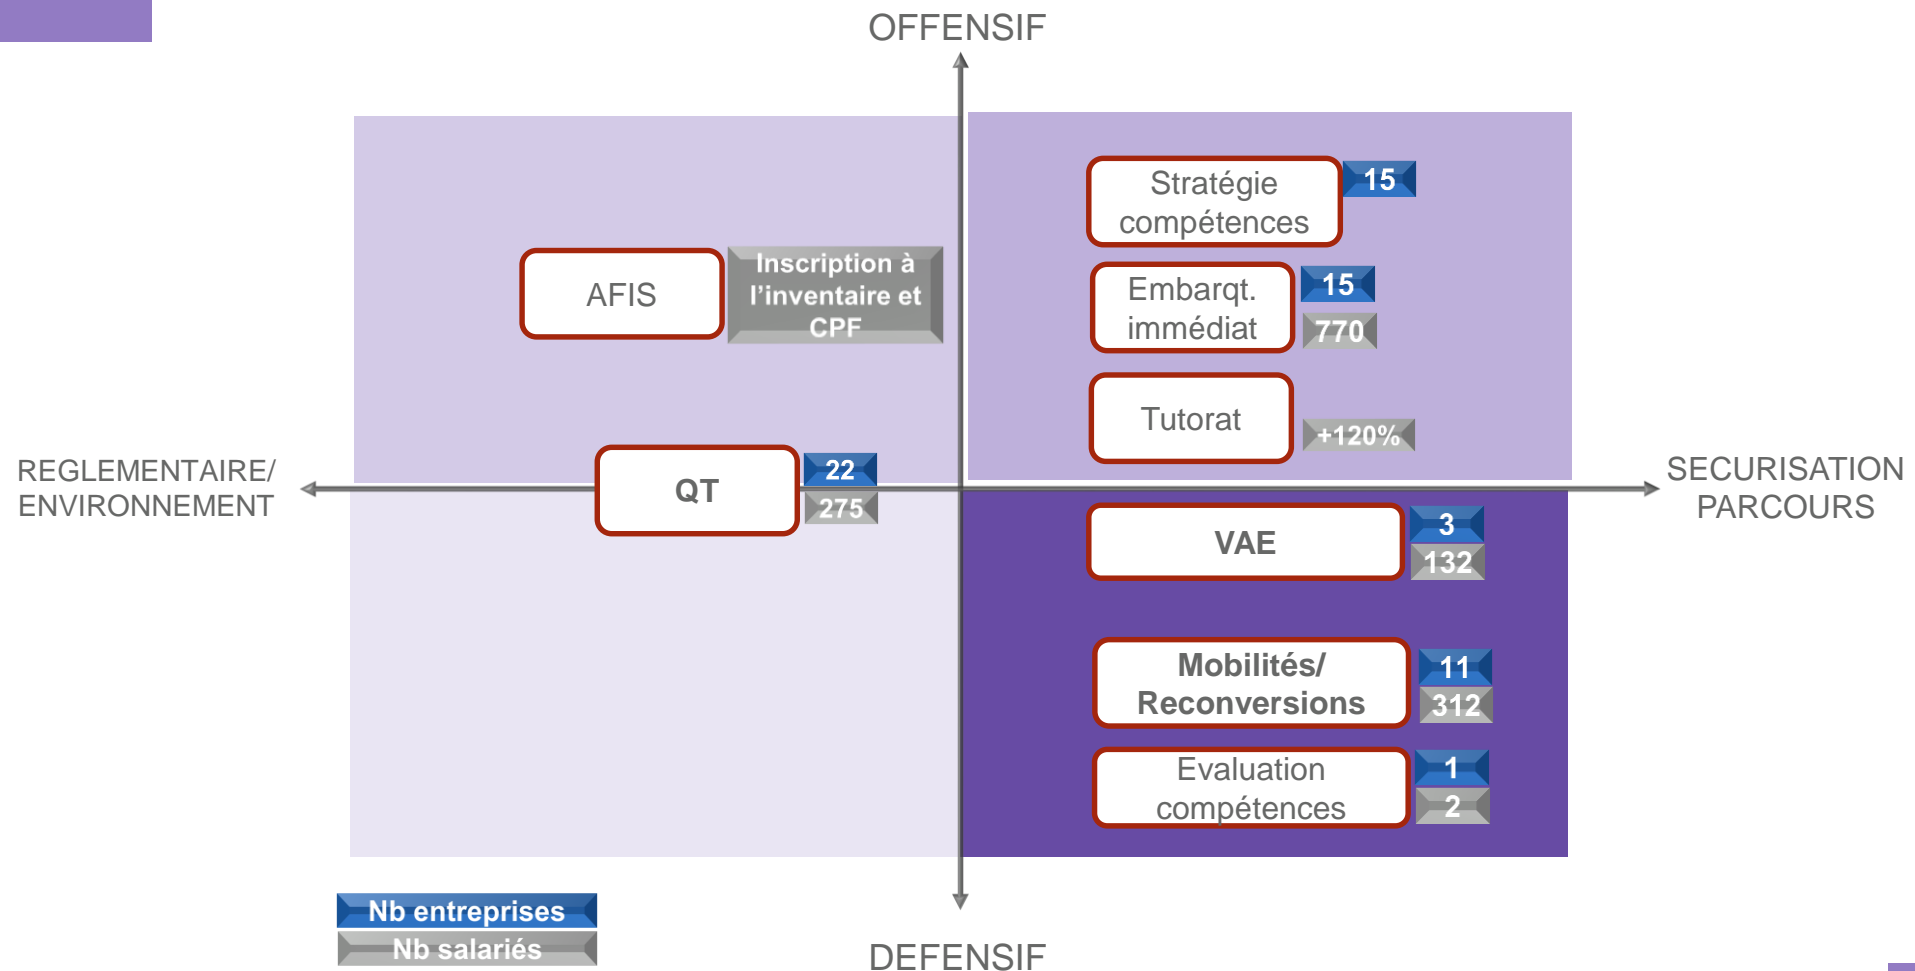 OFFENSIF
Stratégie
compétences
15
AFIS
Inscription à
l'inventaire et
CPF
Embarqt.
immédiat
15
770
Tutorat
+120%
REGLEMENTAIRE/
ENVIRONNEMENT
QT
22
275
SECURISATION
PARCOURS
VAE
3
132
Mobilités/
Reconversions
11
312
Evaluation
compétences
1
2
Nb entreprises
Nb salariés
DEFENSIF